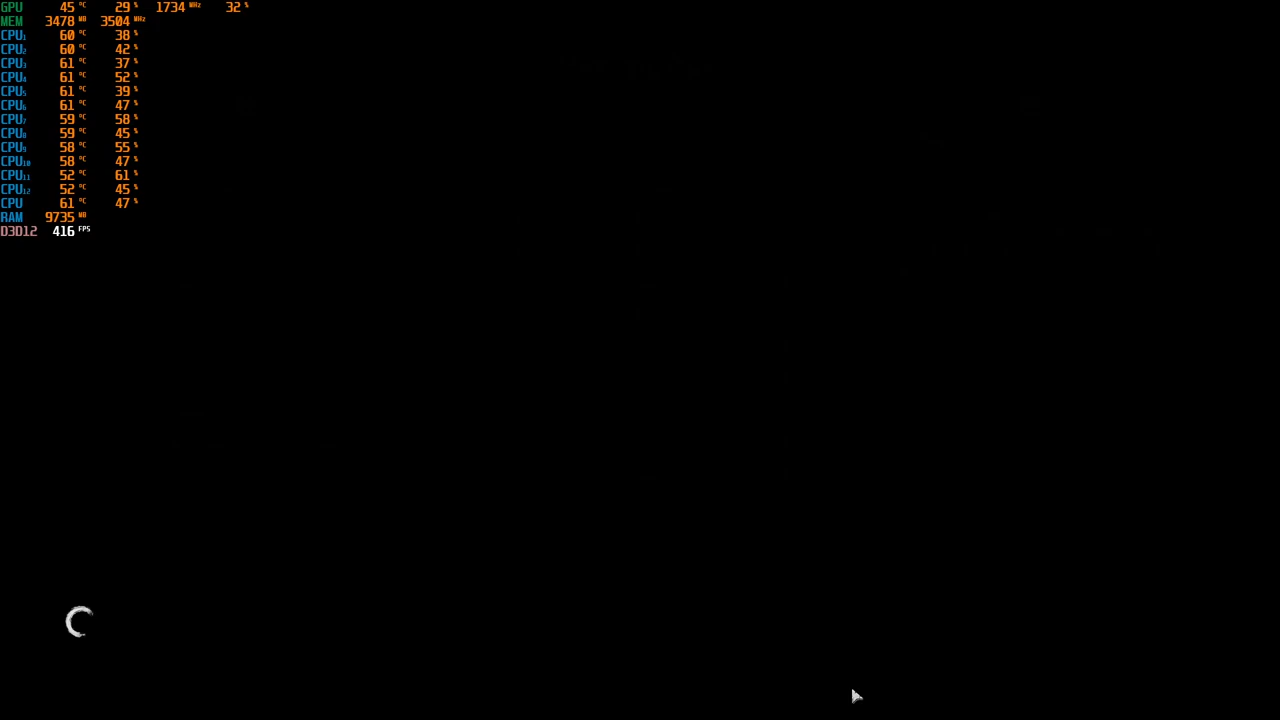 GPU 45 °C 29 % 1734 MHz 32 %
MEM 3478 MB 3504 MHz
CPU1 60 °C 38 %
CPU2 60 °C 42 %
CPU3 61 °C 37 %
CPU4 61 °C 52 %
CPU5 61 °C 39 %
CPU6 61 °C 47 %
CPU7 59 °C 58 %
CPU8 59 °C 45 %
CPU9 58 °C 55 %
CPU10 58 °C 47 %
CPU11 52 °C 61 %
CPU12 52 °C 45 %
CPU 61 °C 47 %
RAM 9735 MB
D3D12 416 FPS